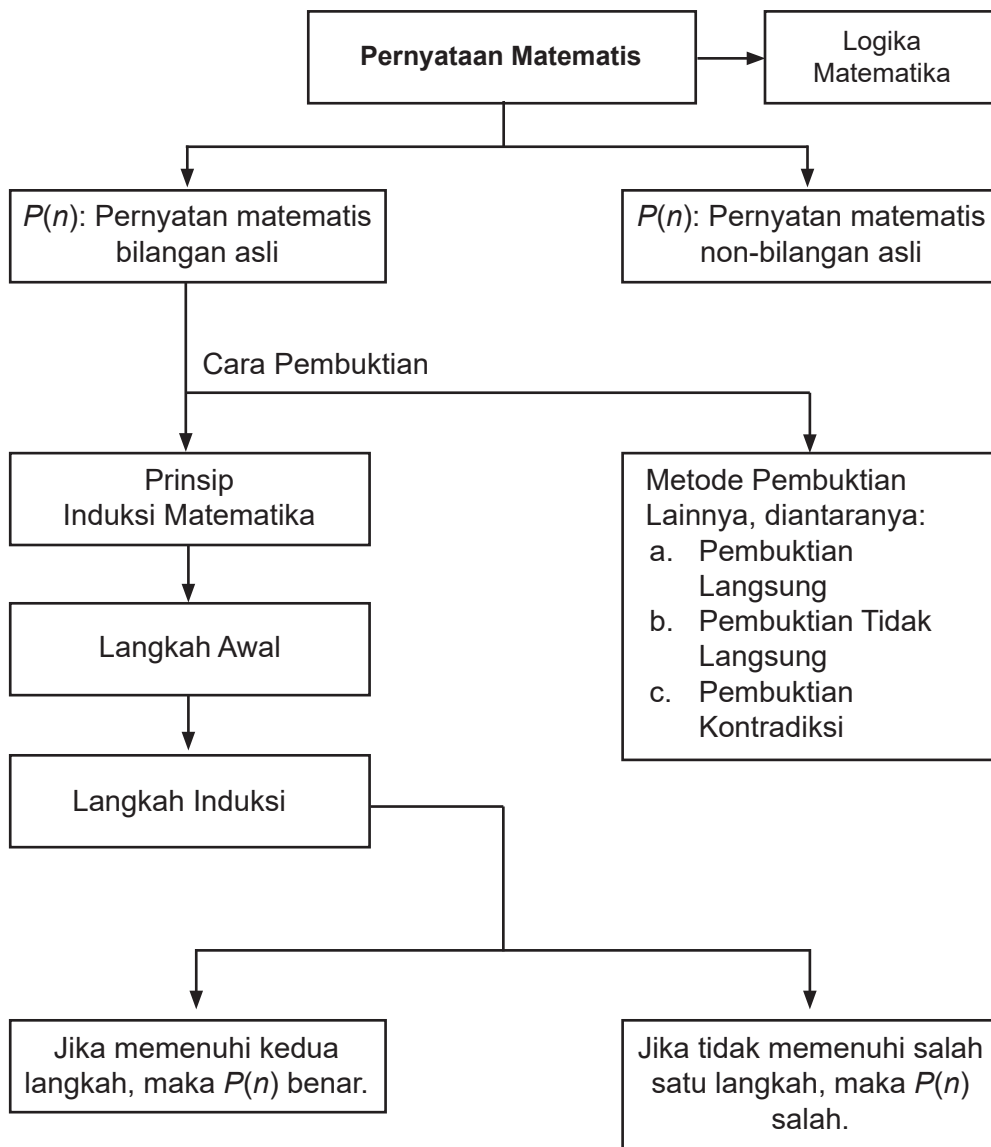 Pernyataan Matematis
Logika
Matematika
P(n): Pernyatan matematis
bilangan asli
P(n): Pernyatan matematis
non-bilangan asli
Cara Pembuktian
Prinsip
Induksi Matematika
Metode Pembuktian
Lainnya, diantaranya:
a. Pembuktian
Langsung
b. Pembuktian Tidak
Langsung
c. Pembuktian
Kontradiksi
Langkah Awal
Langkah Induksi
Jika memenuhi kedua
langkah, maka P(n) benar.
Jika tidak memenuhi salah
satu langkah, maka P(n)
salah.